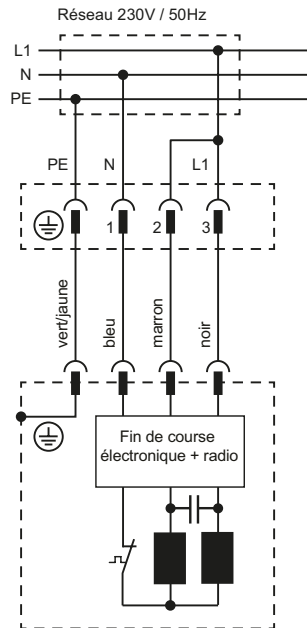 Réseau 230V / 50Hz
L1
N
PE
PE N L1
1 2 3
vert/jaune
bleu
marron
noir
Fin de course
électronique + radio